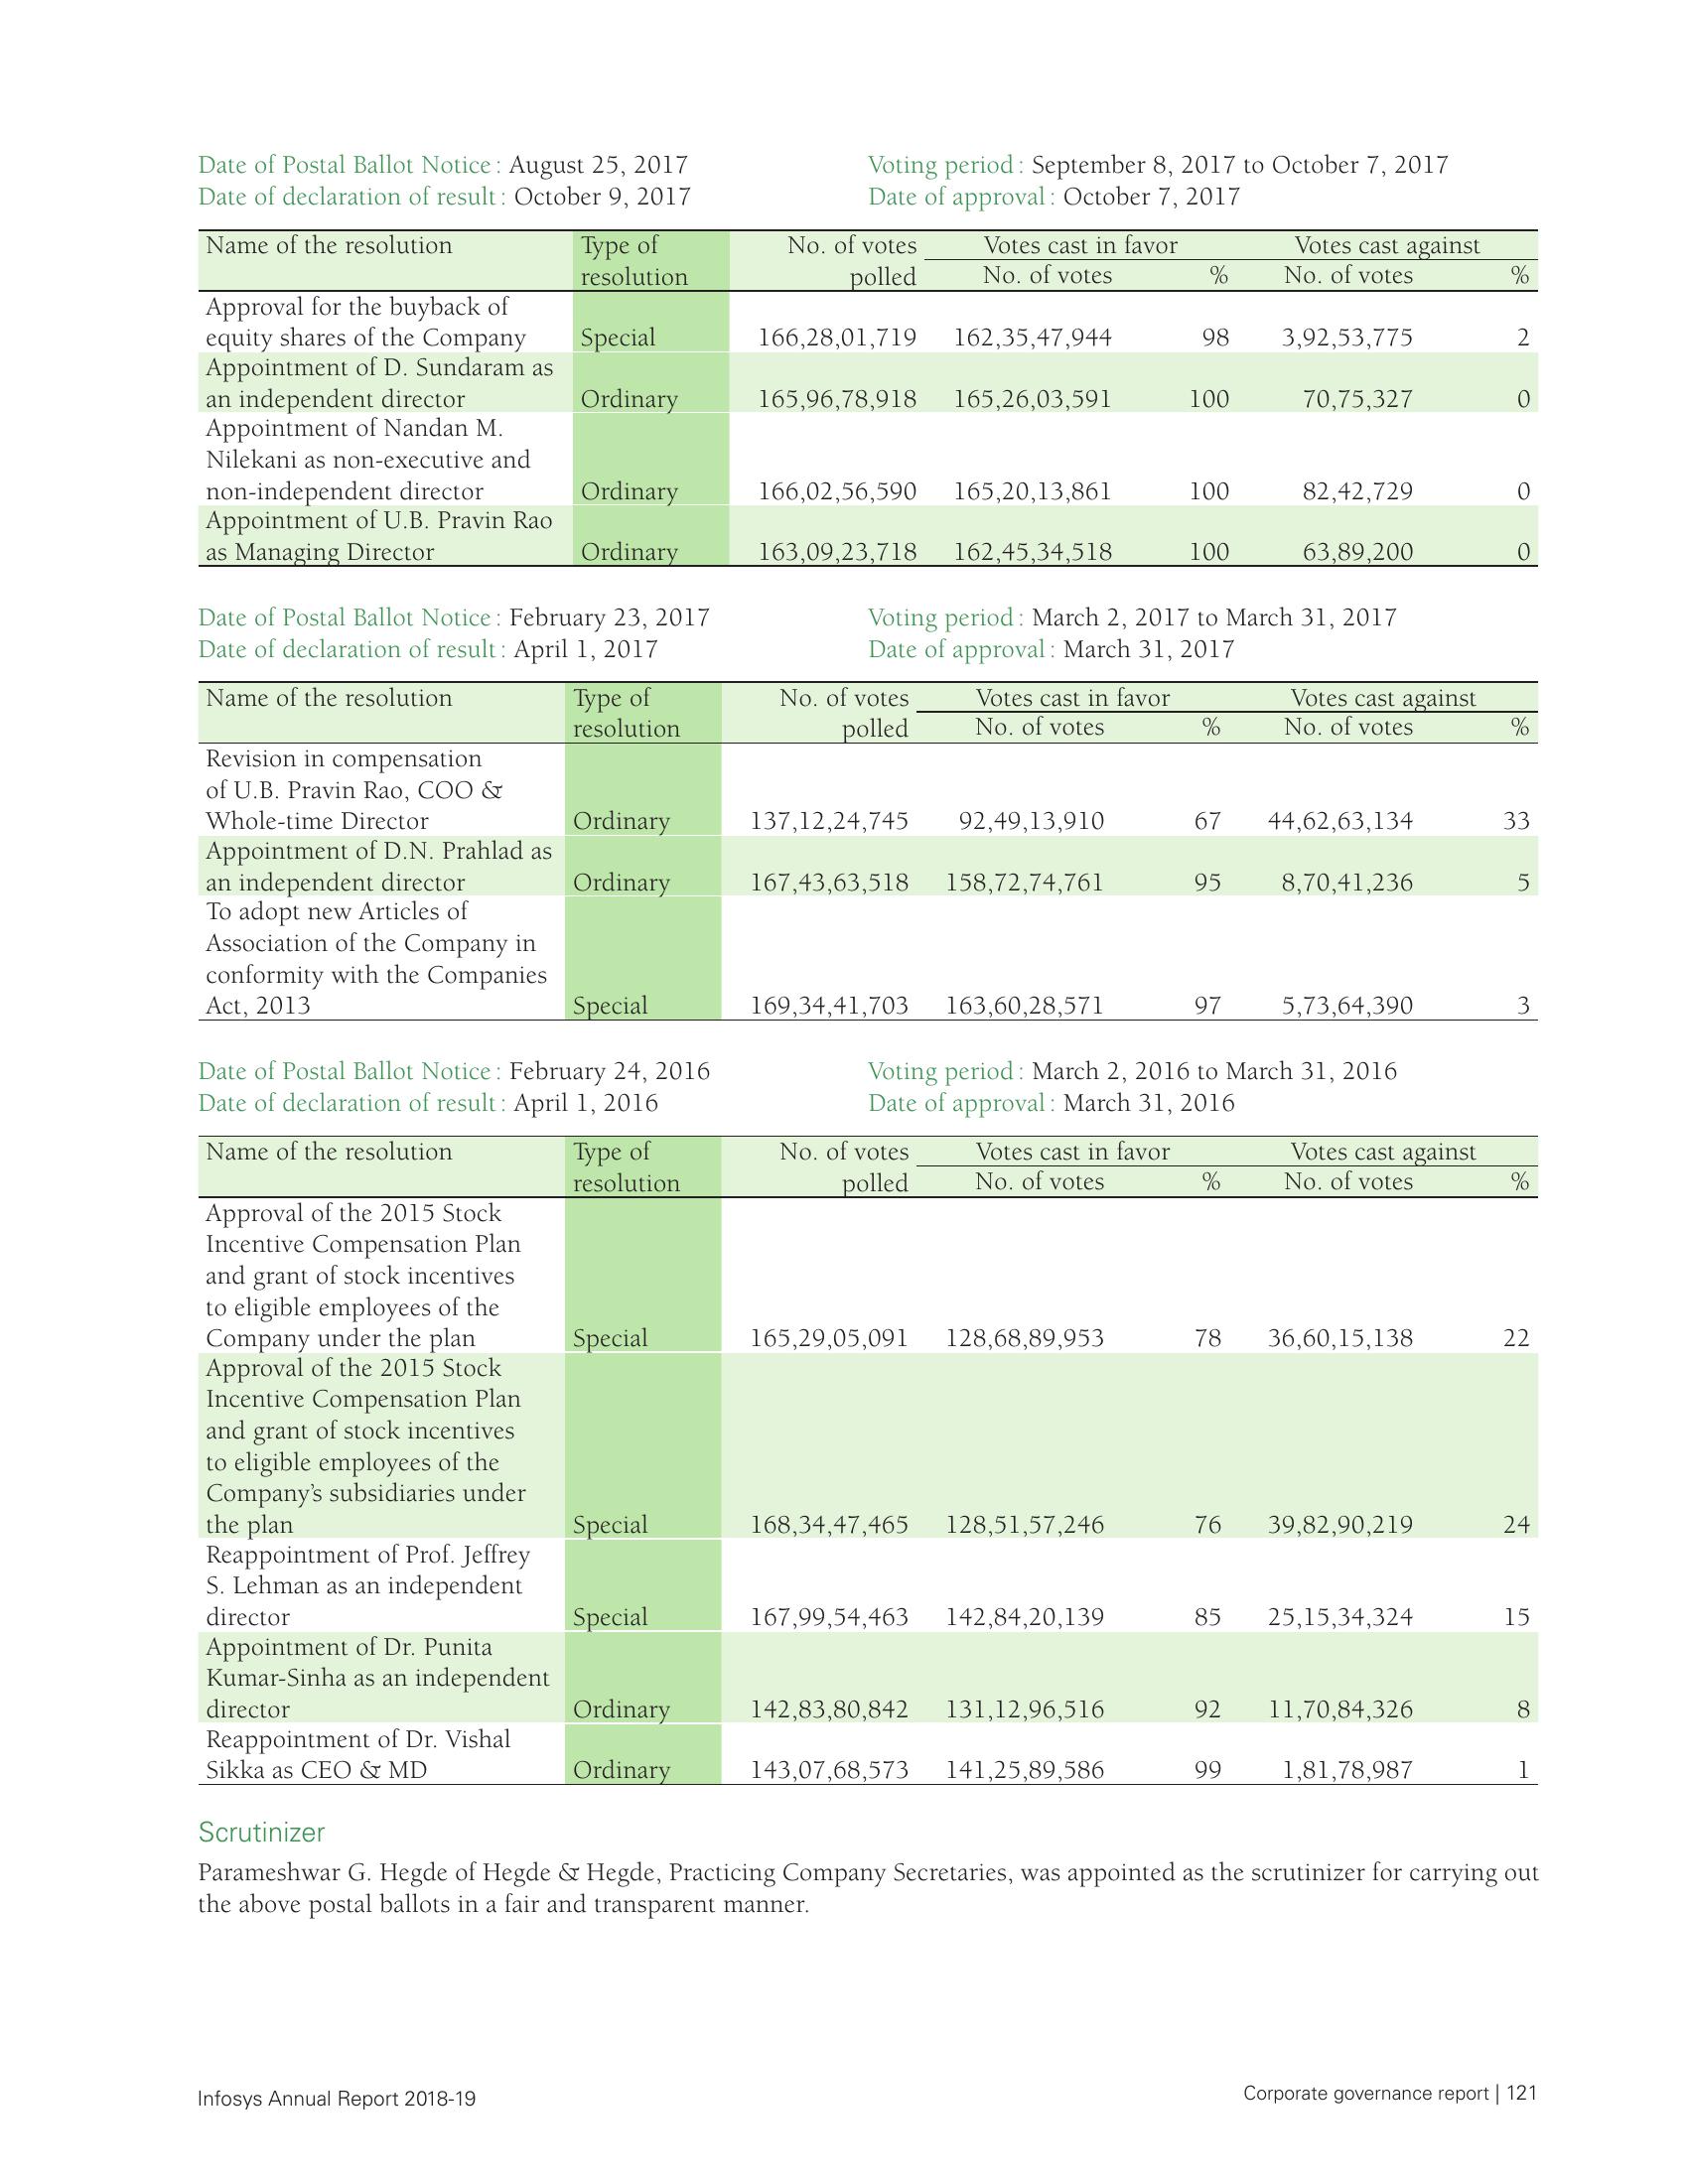 Date of Postal Ballot Notice : August 25, 2017
Voting period : September 8, 2017 to October 7, 2017
Date of declaration of result : October 9, 2017
Date of approval : October 7, 2017
Name of the resolution Type of No. of votes Votes cast in favor Votes cast against
resolution polled No. of votes % No. of votes %
Approval for the buyback of
equity shares of the Company Special 166,28,01,719 162,35,47,944 98 3,92,53,775 2
Appointment of D. Sundaram as
an independent director Ordinary 165,96,78,918 165,26,03,591 100 70,75,327 0
Appointment of Nandan M.
Nilekani as non-executive and
non-independent director Ordinary 166,02,56,590 165,20,13,861 100 82,42,729 0
Appointment of U.B. Pravin Rao
as Managing Director Ordinary 163,09,23,718 162,45,34,518 100 63,89,200 0
Date of Postal Ballot Notice : February 23, 2017
Voting period : March 2, 2017 to March 31, 2017
Date of declaration of result : April 1, 2017
Date of approval : March 31, 2017
Name of the resolution Type of No. of votes Votes cast in favor Votes cast against
resolution polled No. of votes % No. of votes %
Revision in compensation
of U.B. Pravin Rao, COO &
Whole-time Director Ordinary 137,12,24,745 92,49,13,910 67 44,62,63,134 33
Appointment of D.N. Prahlad as
an independent director Ordinary 167,43,63,518 158,72,74,761 95 8,70,41,236 5
To adopt new Articles of
Association of the Company in
conformity with the Companies
Act, 2013 Special 169,34,41,703 163,60,28,571 97 5,73,64,390 3
Date of Postal Ballot Notice : February 24, 2016
Voting period : March 2, 2016 to March 31, 2016
Date of declaration of result : April 1, 2016
Date of approval : March 31, 2016
Name of the resolution Type of No. of votes Votes cast in favor Votes cast against
resolution polled No. of votes % No. of votes %
Approval of the 2015 Stock
Incentive Compensation Plan
and grant of stock incentives
to eligible employees of the
Company under the plan Special 165,29,05,091 128,68,89,953 78 36,60,15,138 22
Approval of the 2015 Stock
Incentive Compensation Plan
and grant of stock incentives
to eligible employees of the
Company's subsidiaries under
the plan Special 168,34,47,465 128,51,57,246 76 39,82,90,219 24
Reappointment of Prof. Jeffrey
S. Lehman as an independent
director Special 167,99,54,463 142,84,20,139 85 25,15,34,324 15
Appointment of Dr. Punita
Kumar-Sinha as an independent
director Ordinary 142,83,80,842 131,12,96,516 92 11,70,84,326 8
Reappointment of Dr. Vishal
Sikka as CEO & MD Ordinary 143,07,68,573 141,25,89,586 99 1,81,78,987 1
Scrutinizer
Parameshwar G. Hegde of Hegde & Hegde, Practicing Company Secretaries, was appointed as the scrutinizer for carrying out
the above postal ballots in a fair and transparent manner.
Infosys Annual Report 2018-19
Corporate governance report | 121